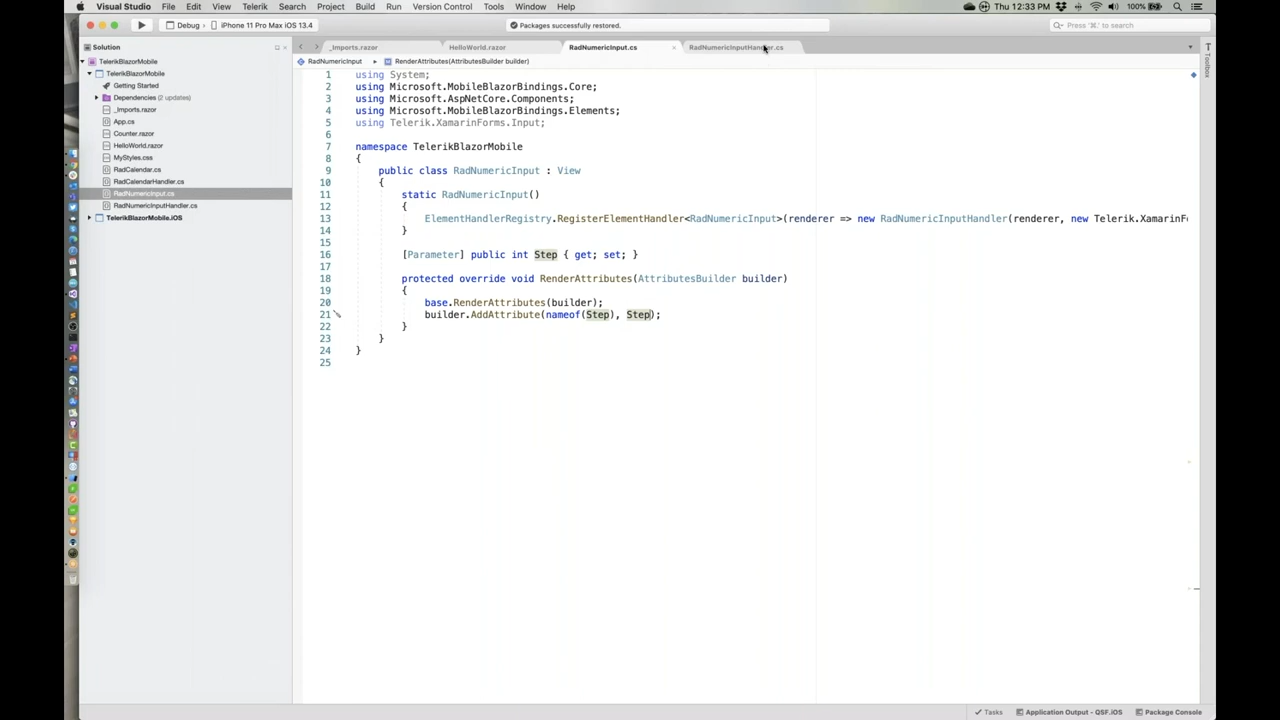 Visual Studio File Edit View Telerik Search Project Build Run Version Control Tools Window Help
Thu 12:33 PM 100%
Debug iPhone 11 Pro Max iOS 13.4
Packages successfully restored.
Press '⌘.' to search
Solution
TelerikBlazorMobile
TelerikBlazorMobile
Getting Started
Dependencies (2 updates)
_Imports.razor
App.cs
Counter.razor
HelloWorld.razor
MyStyles.css
RadCalendar.cs
RadCalendarHandler.cs
RadNumericInput.cs
RadNumericInputHandler.cs
TelerikBlazorMobile.iOS
_Imports.razor HelloWorld.razor RadNumericInput.cs RadNumericInputHandler.cs
RadNumericInput RenderAttributes(AttributesBuilder builder)
1 using System;
2 using Microsoft.MobileBlazorBindings.Core;
3 using Microsoft.AspNetCore.Components;
4 using Microsoft.MobileBlazorBindings.Elements;
5 using Telerik.XamarinForms.Input;
6
7 namespace TelerikBlazorMobile
8 {
9 public class RadNumericInput : View
10 {
11 static RadNumericInput()
12 {
13 ElementHandlerRegistry.RegisterElementHandler<RadNumericInput>(renderer => new RadNumericInputHandler(renderer, new Telerik.XamarinFo
14 }
15
16 [Parameter] public int Step { get; set; }
17
18 protected override void RenderAttributes(AttributesBuilder builder)
19 {
20 base.RenderAttributes(builder);
21 builder.AddAttribute(nameof(Step), Step);
22 }
23 }
24 }
25
Toolbox
Tasks Application Output - QSF.iOS Package Console